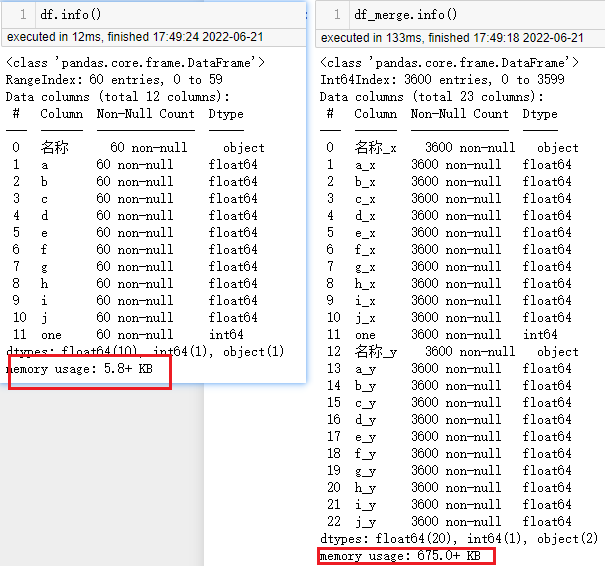 1 df.info()
executed in 12ms, finished 17:49:24 2022-06-21
<class 'pandas.core.frame.DataFrame'>
RangeIndex: 60 entries, 0 to 59
Data columns (total 12 columns):
# Column Non-Null Count Dtype
--- ------ -------------- -----
0 名称 60 non-null object
1 a 60 non-null float64
2 b 60 non-null float64
3 c 60 non-null float64
4 d 60 non-null float64
5 e 60 non-null float64
6 f 60 non-null float64
7 g 60 non-null float64
8 h 60 non-null float64
9 i 60 non-null float64
10 j 60 non-null float64
11 one 60 non-null int64
dtypes: float64(10), int64(1), object(1)
memory usage: 5.8+ KB
1 df_merge.info()
executed in 133ms, finished 17:49:18 2022-06-21
<class 'pandas.core.frame.DataFrame'>
Int64Index: 3600 entries, 0 to 3599
Data columns (total 23 columns):
# Column Non-Null Count Dtype
--- ------ -------------- -----
0 名称_x 3600 non-null object
1 a_x 3600 non-null float64
2 b_x 3600 non-null float64
3 c_x 3600 non-null float64
4 d_x 3600 non-null float64
5 e_x 3600 non-null float64
6 f_x 3600 non-null float64
7 g_x 3600 non-null float64
8 h_x 3600 non-null float64
9 i_x 3600 non-null float64
10 j_x 3600 non-null float64
11 one 3600 non-null int64
12 名称_y 3600 non-null object
13 a_y 3600 non-null float64
14 b_y 3600 non-null float64
15 c_y 3600 non-null float64
16 d_y 3600 non-null float64
17 e_y 3600 non-null float64
18 f_y 3600 non-null float64
19 g_y 3600 non-null float64
20 h_y 3600 non-null float64
21 i_y 3600 non-null float64
22 j_y 3600 non-null float64
dtypes: float64(20), int64(1), object(2)
memory usage: 675.0+ KB